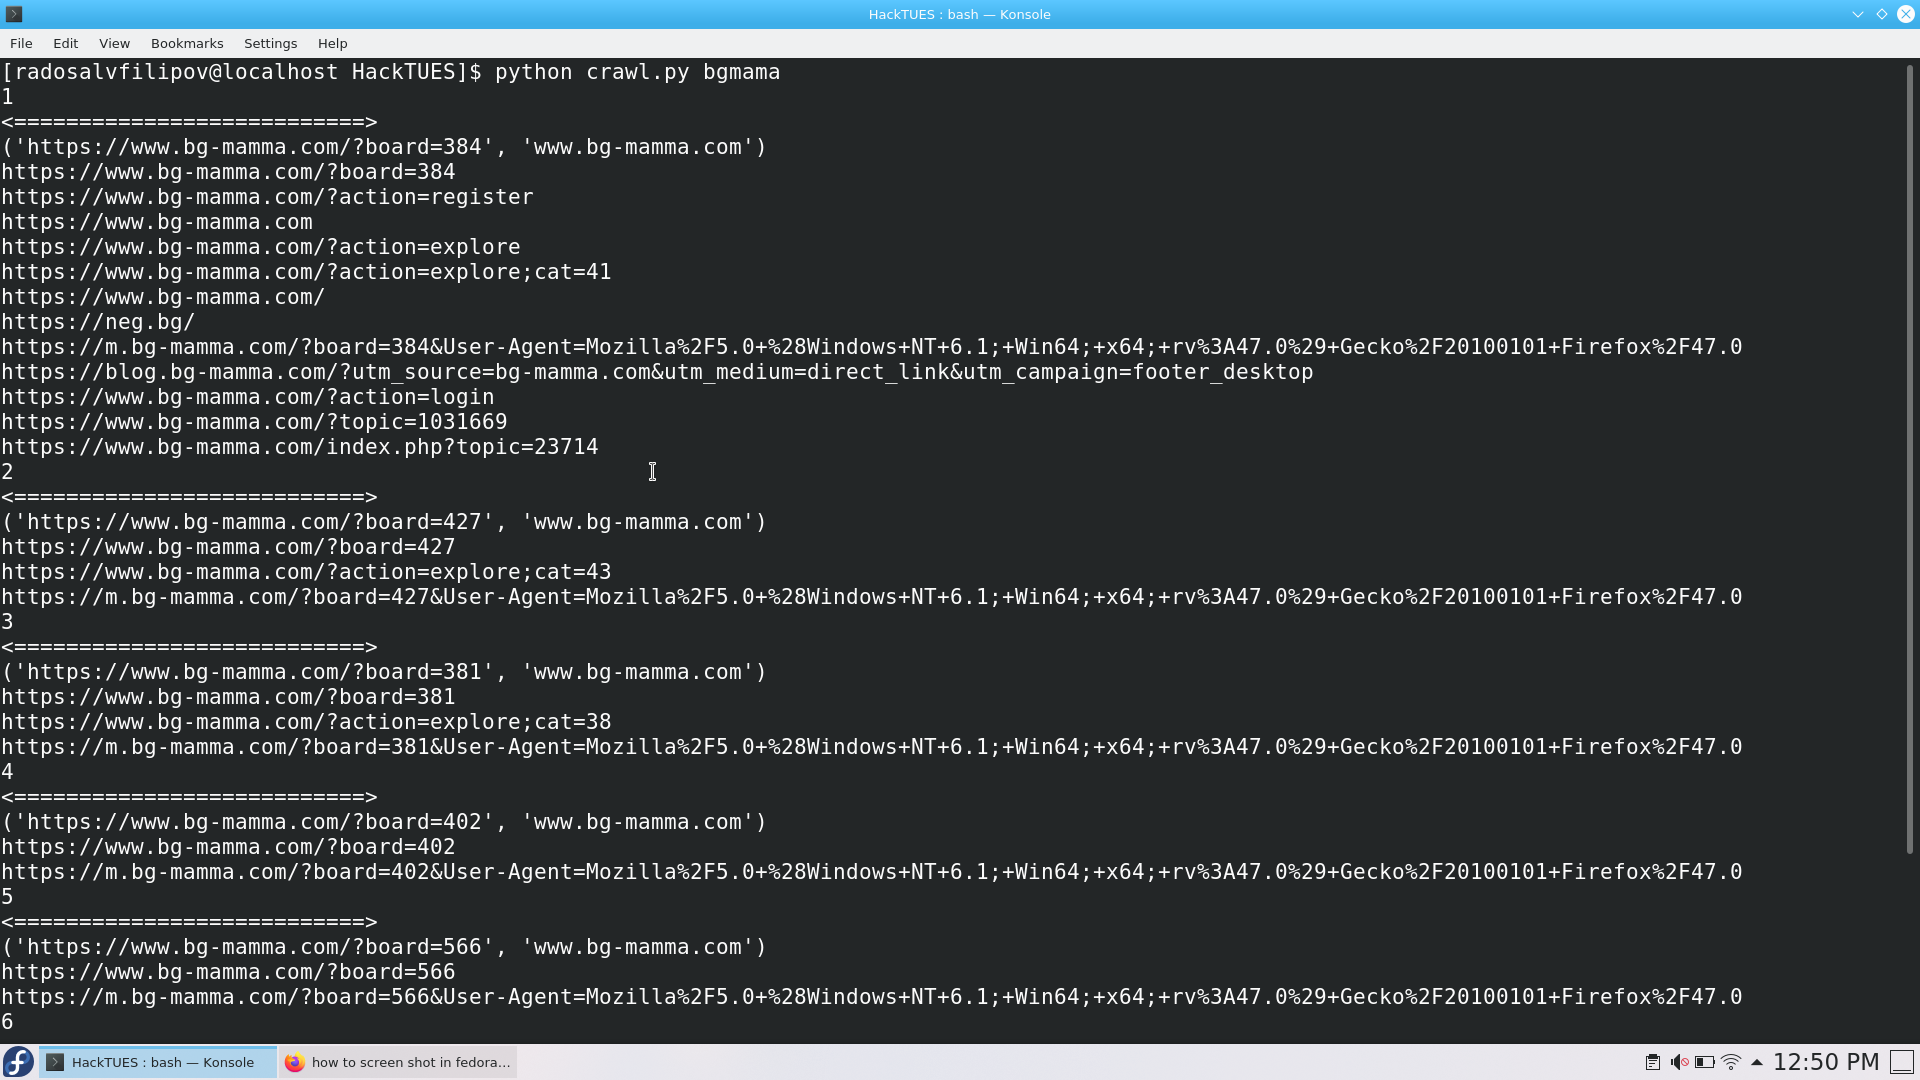 HackTUES : bash — Konsole
File Edit View Bookmarks Settings Help
[radosalvfilipov@localhost HackTUES]$ python crawl.py bgmama
1
<===========================>
('https://www.bg-mamma.com/?board=384', 'www.bg-mamma.com')
https://www.bg-mamma.com/?board=384
https://www.bg-mamma.com/?action=register
https://www.bg-mamma.com
https://www.bg-mamma.com/?action=explore
https://www.bg-mamma.com/?action=explore;cat=41
https://www.bg-mamma.com/
https://neg.bg/
https://m.bg-mamma.com/?board=384&User-Agent=Mozilla%2F5.0+%28Windows+NT+6.1;+Win64;+x64;+rv%3A47.0%29+Gecko%2F20100101+Firefox%2F47.0
https://blog.bg-mamma.com/?utm_source=bg-mamma.com&utm_medium=direct_link&utm_campaign=footer_desktop
https://www.bg-mamma.com/?action=login
https://www.bg-mamma.com/?topic=1031669
https://www.bg-mamma.com/index.php?topic=23714
2
<===========================>
('https://www.bg-mamma.com/?board=427', 'www.bg-mamma.com')
https://www.bg-mamma.com/?board=427
https://www.bg-mamma.com/?action=explore;cat=43
https://m.bg-mamma.com/?board=427&User-Agent=Mozilla%2F5.0+%28Windows+NT+6.1;+Win64;+x64;+rv%3A47.0%29+Gecko%2F20100101+Firefox%2F47.0
3
<===========================>
('https://www.bg-mamma.com/?board=381', 'www.bg-mamma.com')
https://www.bg-mamma.com/?board=381
https://www.bg-mamma.com/?action=explore;cat=38
https://m.bg-mamma.com/?board=381&User-Agent=Mozilla%2F5.0+%28Windows+NT+6.1;+Win64;+x64;+rv%3A47.0%29+Gecko%2F20100101+Firefox%2F47.0
4
<===========================>
('https://www.bg-mamma.com/?board=402', 'www.bg-mamma.com')
https://www.bg-mamma.com/?board=402
https://m.bg-mamma.com/?board=402&User-Agent=Mozilla%2F5.0+%28Windows+NT+6.1;+Win64;+x64;+rv%3A47.0%29+Gecko%2F20100101+Firefox%2F47.0
5
<===========================>
('https://www.bg-mamma.com/?board=566', 'www.bg-mamma.com')
https://www.bg-mamma.com/?board=566
https://m.bg-mamma.com/?board=566&User-Agent=Mozilla%2F5.0+%28Windows+NT+6.1;+Win64;+x64;+rv%3A47.0%29+Gecko%2F20100101+Firefox%2F47.0
6
HackTUES : bash — Konsole
how to screen shot in fedora...
12:50 PM